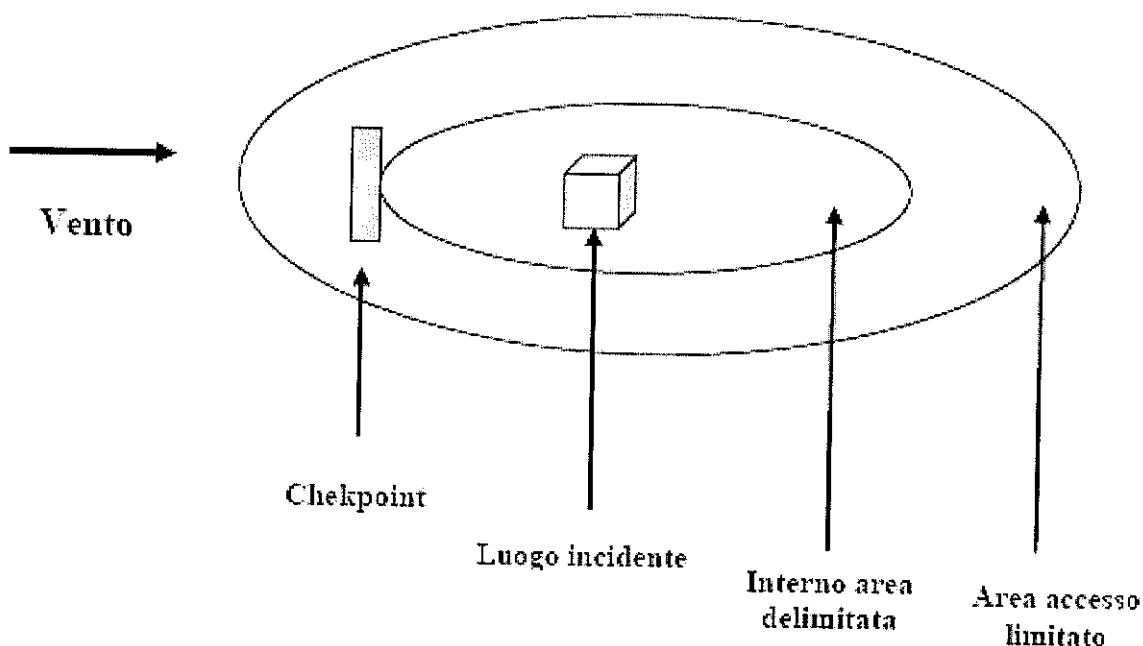 Vento
Chekpoint
Luogo incidente
Interno area
delimitata
Area accesso
limitato